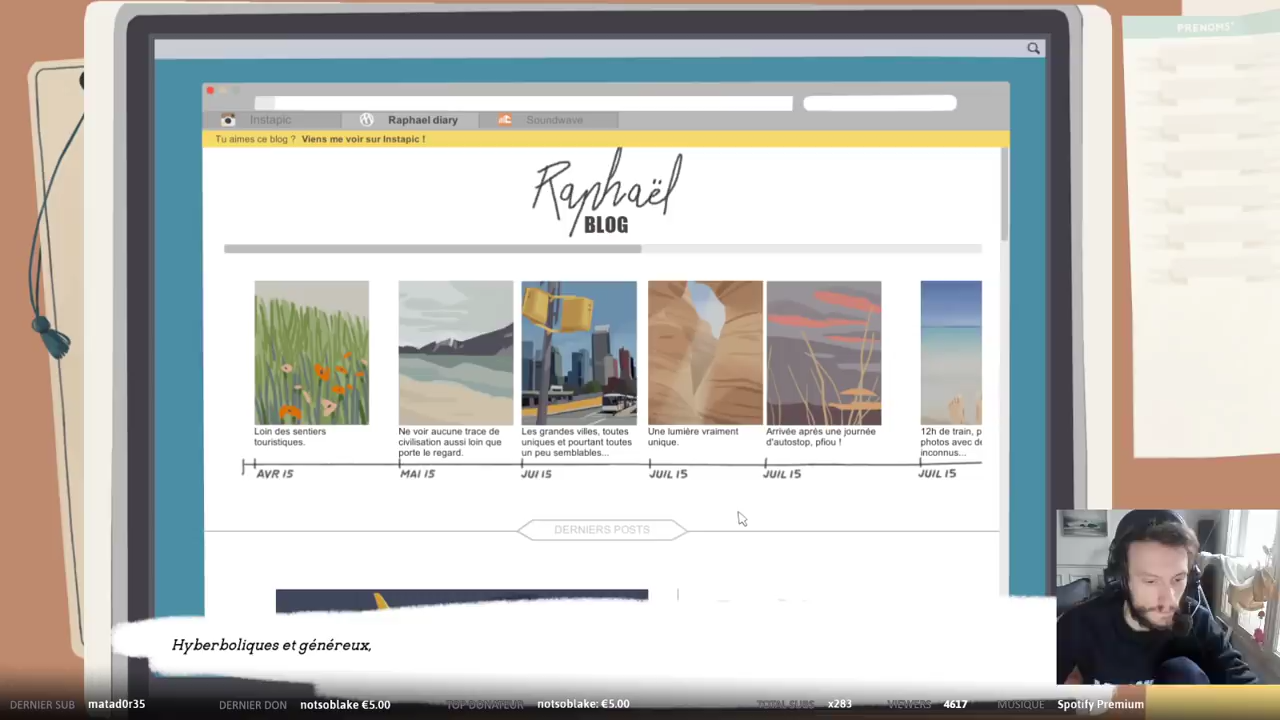 PRENOMS*
Instapic
Raphael diary
Soundwave
Tu aimes ce blog ? Viens me voir sur Instapic !
Raphaël
BLOG
Loin des sentiers
touristiques.
Ne voir aucune trace de
civilisation aussi loin que
porte le regard.
Les grandes villes, toutes
uniques et pourtant toutes
un peu semblables...
Une lumière vraiment
unique.
Arrivée après une journée
d'autostop, pfiou !
12h de train, p
photos avec de
inconnus...
AVR 15
MAI 15
JUI 15
JUIL 15
JUIL 15
JUIL 15
DERNIERS POSTS
Hyberboliques et généreux,
DERNIER SUB matad0r35
DERNIER DON notsoblake €5.00
TOP DONATEUR notsoblake: €5.00
TOTAL SUBS x283
VIEWERS 4617
MUSIQUE Spotify Premium